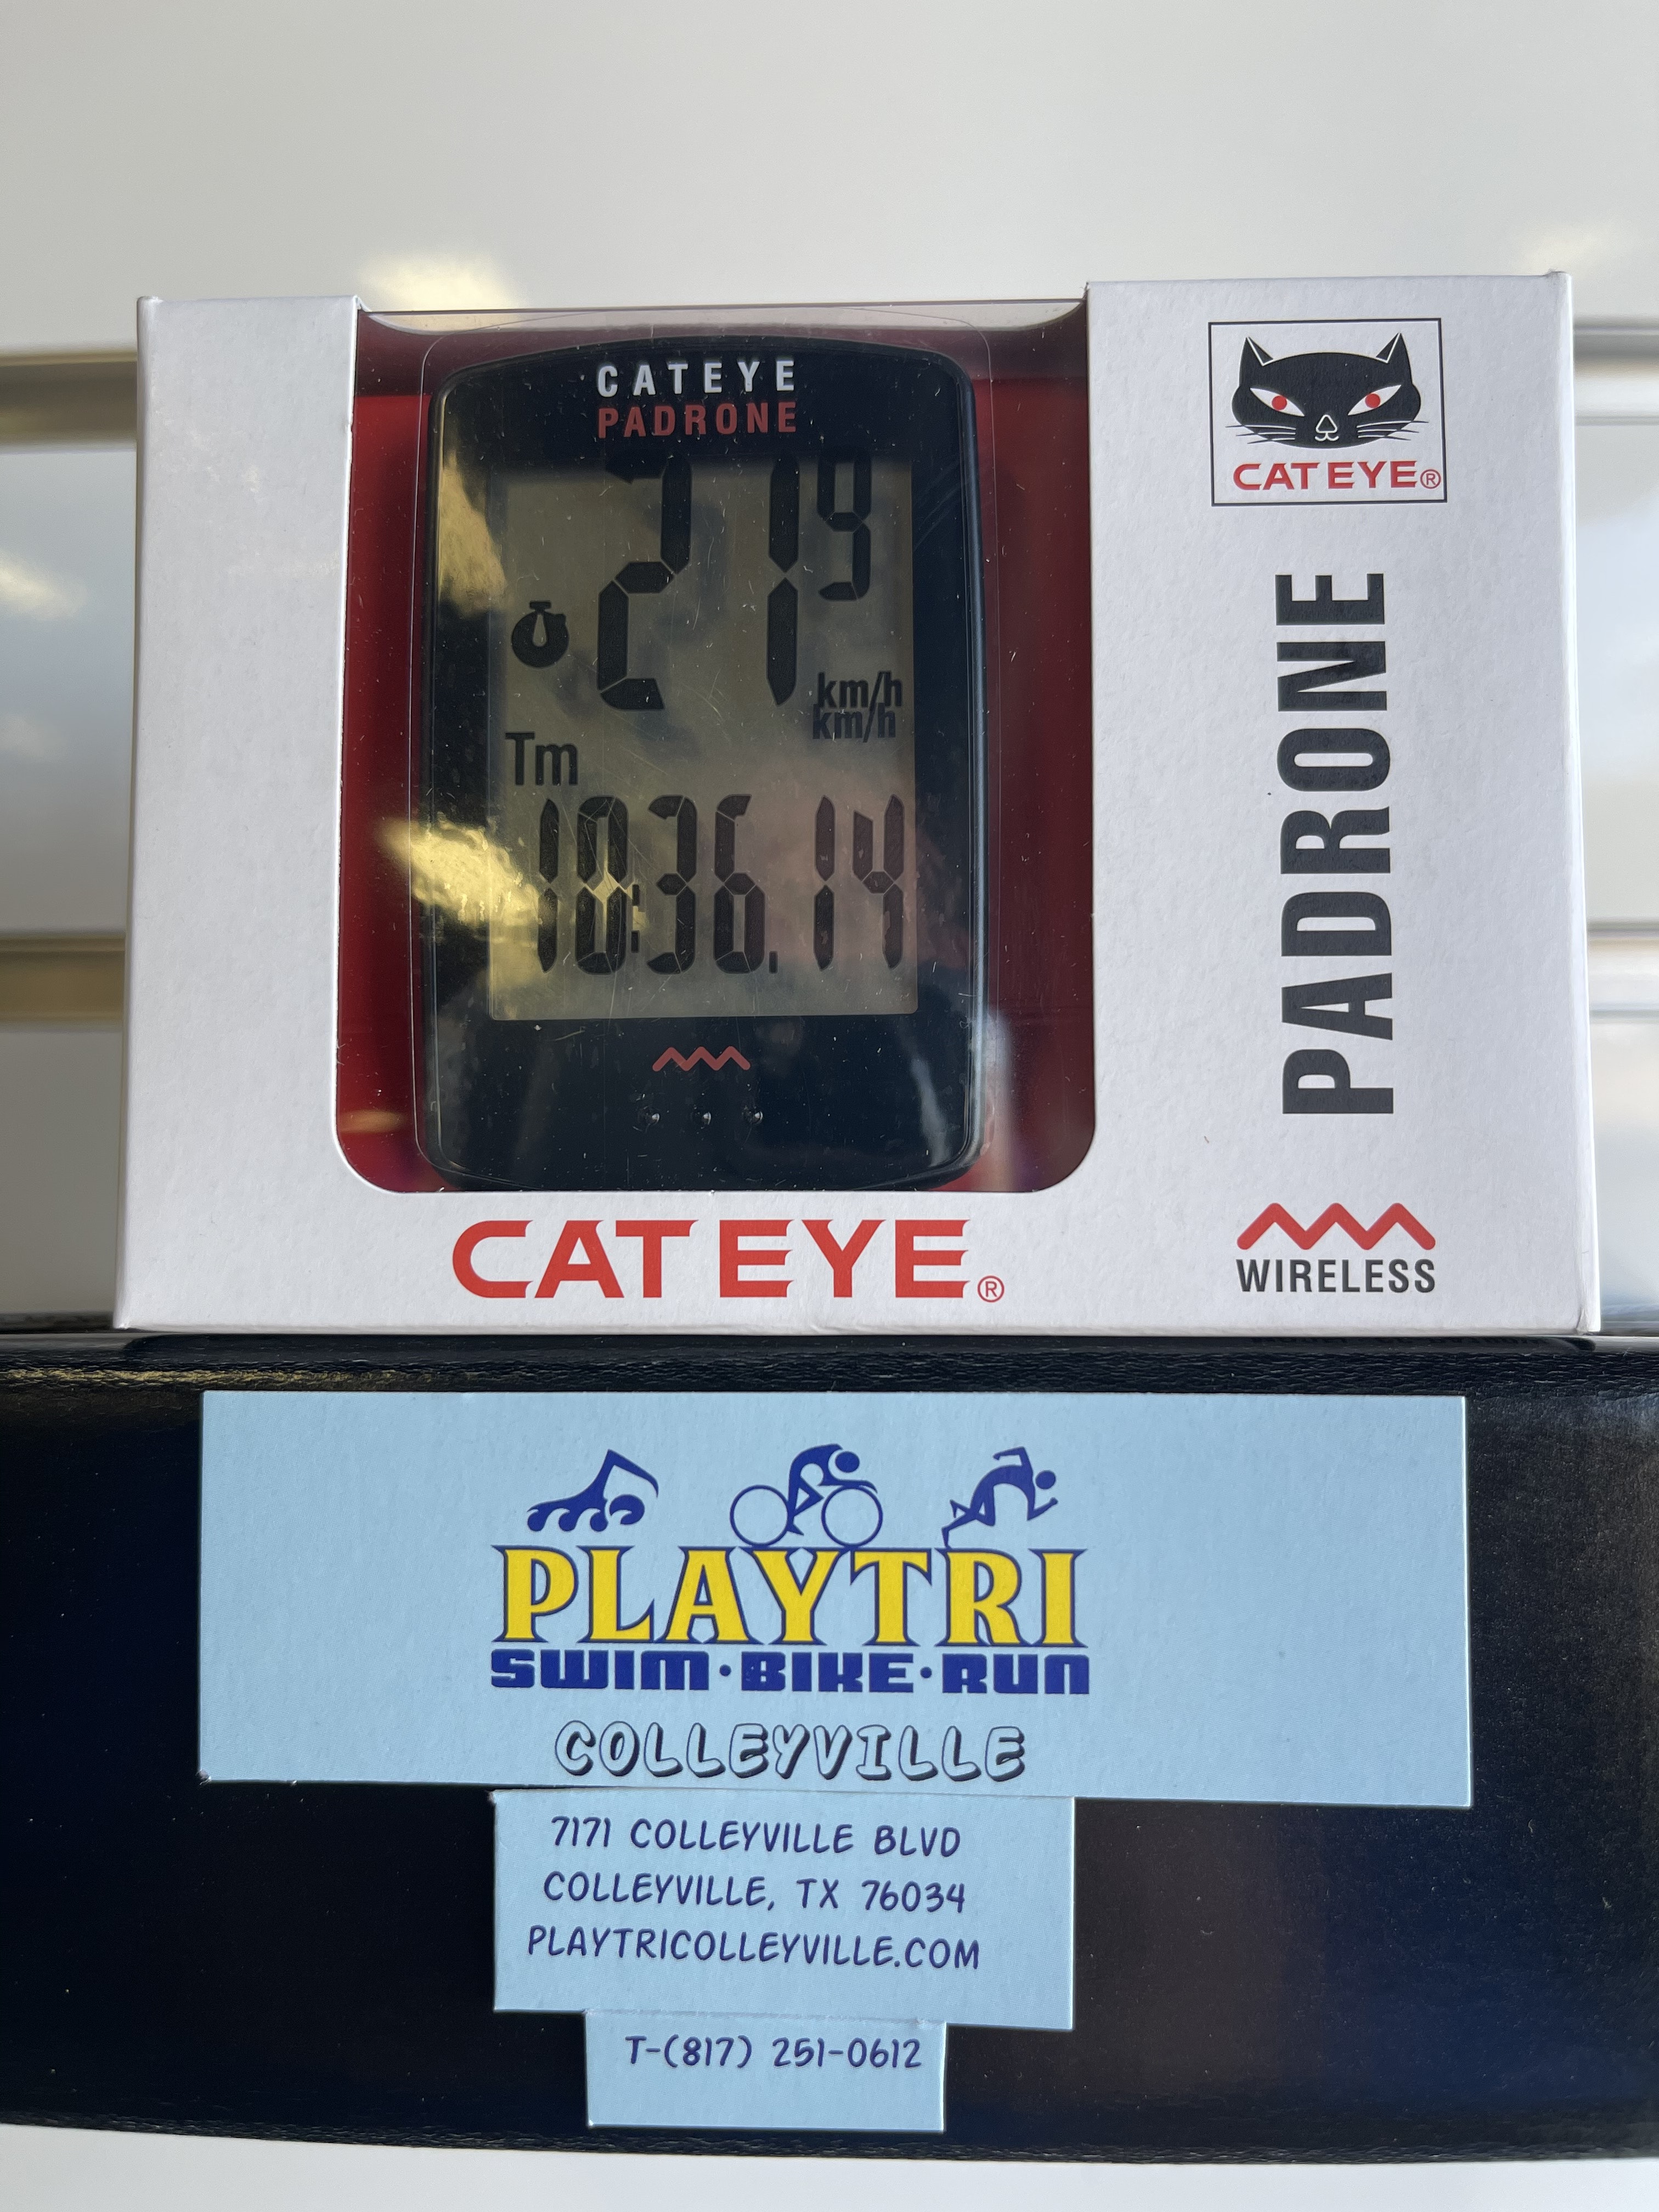 CATEYE
PADRONE
21 9
km/h
km/h
Tm
10:36.14
CATEYE®
PADRONE
WIRELESS
CATEYE®
PLAYTRI
SWIM·BIKE·RUN
COLLEYVILLE
7171 COLLEYVILLE BLVD
COLLEYVILLE, TX 76034
PLAYTRICOLLEYVILLE.COM
T-(817) 251-0612